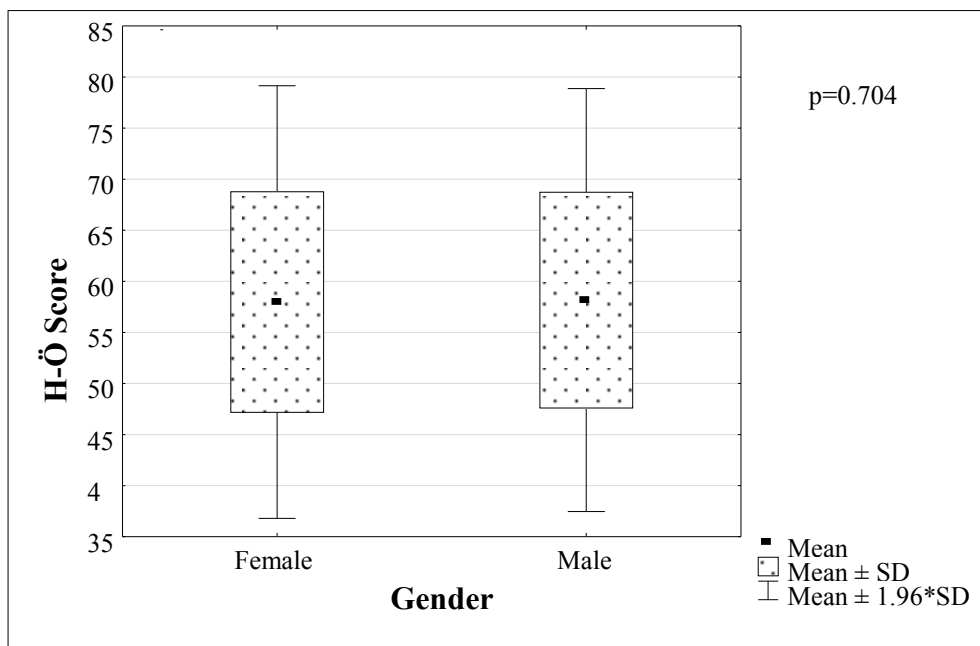 85
80
p=0.704
75
70
65
60
55
50
45
4
35
H-Ö Score
Female
Male
Gender
Mean
Mean ± SD
Mean ± 1.96*SD